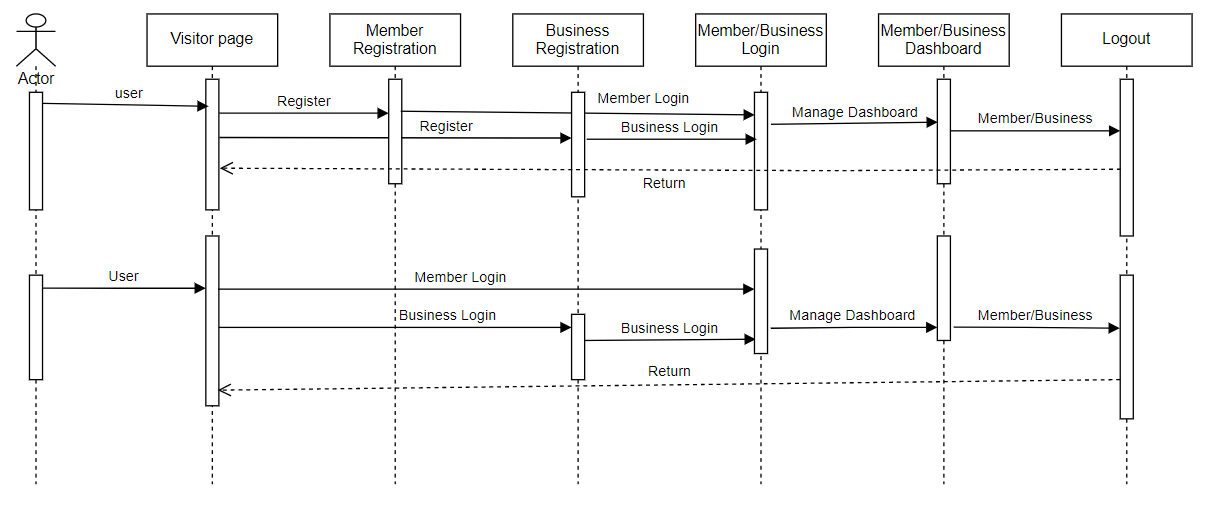 Actor
Visitor page
Member
Registration
Business
Registration
Member/Business
Login
Member/Business
Dashboard
Logout
user
Register
Member Login
Manage Dashboard
Member/Business
Register
Business Login
Return
User
Member Login
Business Login
Business Login
Manage Dashboard
Member/Business
Return